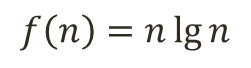 f(n) = n lg n